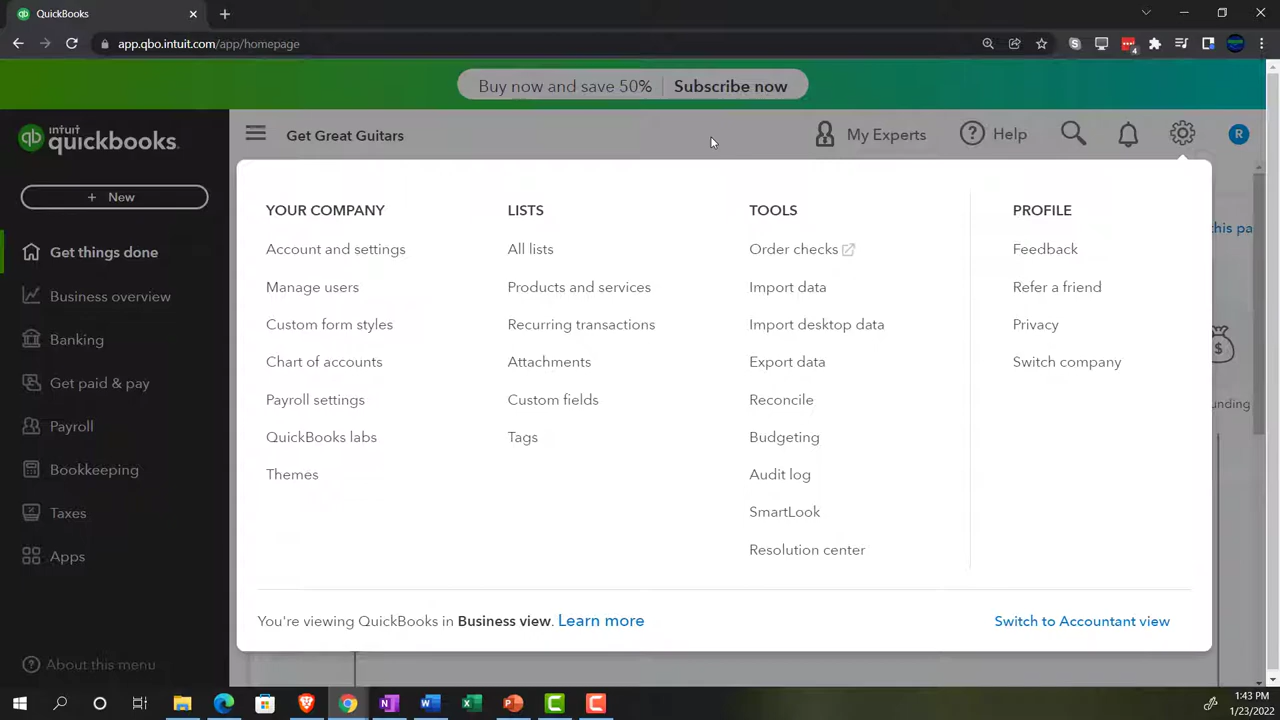 QuickBooks
app.qbo.intuit.com/app/homepage
4
Buy now and save 50% Subscribe now
intuit
quickbooks.
Get Great Guitars
My Experts
Help
R
+ New
Get things done
Business overview
Banking
Get paid & pay
Payroll
Bookkeeping
Taxes
Apps
About this menu
YOUR COMPANY
Account and settings
Manage users
Custom form styles
Chart of accounts
Payroll settings
QuickBooks labs
Themes
LISTS
All lists
Products and services
Recurring transactions
Attachments
Custom fields
Tags
TOOLS
Order checks
Import data
Import desktop data
Export data
Reconcile
Budgeting
Audit log
SmartLook
Resolution center
PROFILE
Feedback
Refer a friend
Privacy
Switch company
this pa
unding
You're viewing QuickBooks in Business view. Learn more
Switch to Accountant view
1:43 PM
1/23/2022